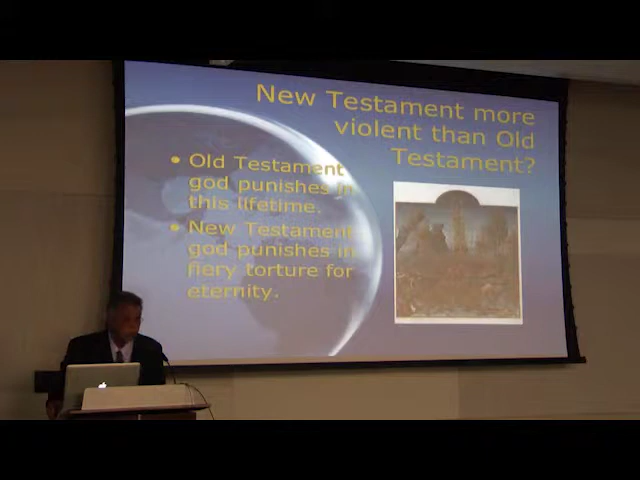 New Testament more
violent than Old
Testament?
• Old Testament
god punishes in
this lifetime.
• New Testament
god punishes in
fiery torture for
eternity.